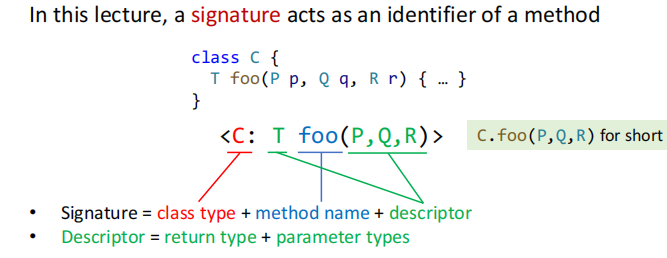 In this lecture, a signature acts as an identifier of a method
class C {
T foo(P p, Q q, R r) { … }
}
<C: T foo(P,Q,R)>
C.foo(P,Q,R) for short
• Signature = class type + method name + descriptor
• Descriptor = return type + parameter types